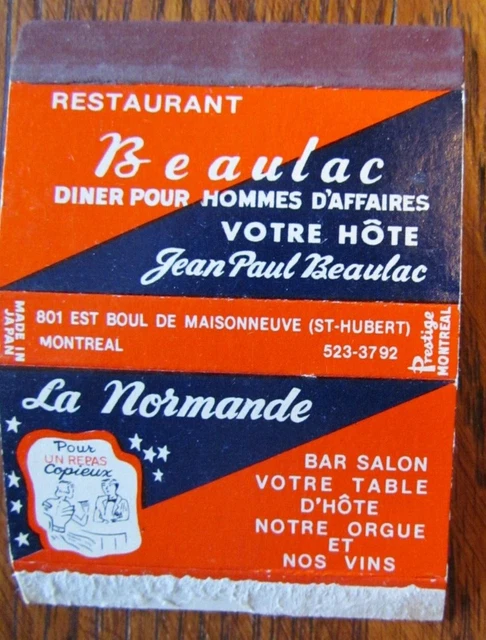 RESTAURANT
Beaulac
DINER POUR HOMMES D'AFFAIRES
VOTRE HÔTE
Jean Paul Beaulac
MADE IN
JAPAN
801 EST BOUL DE MAISONNEUVE (ST-HUBERT)
MONTREAL 523-3792
Prestige
MONTREAL
La Normande
Pour
UN REPAS
Copieux
BAR SALON
VOTRE TABLE
D'HÔTE
NOTRE ORGUE
ET
NOS VINS